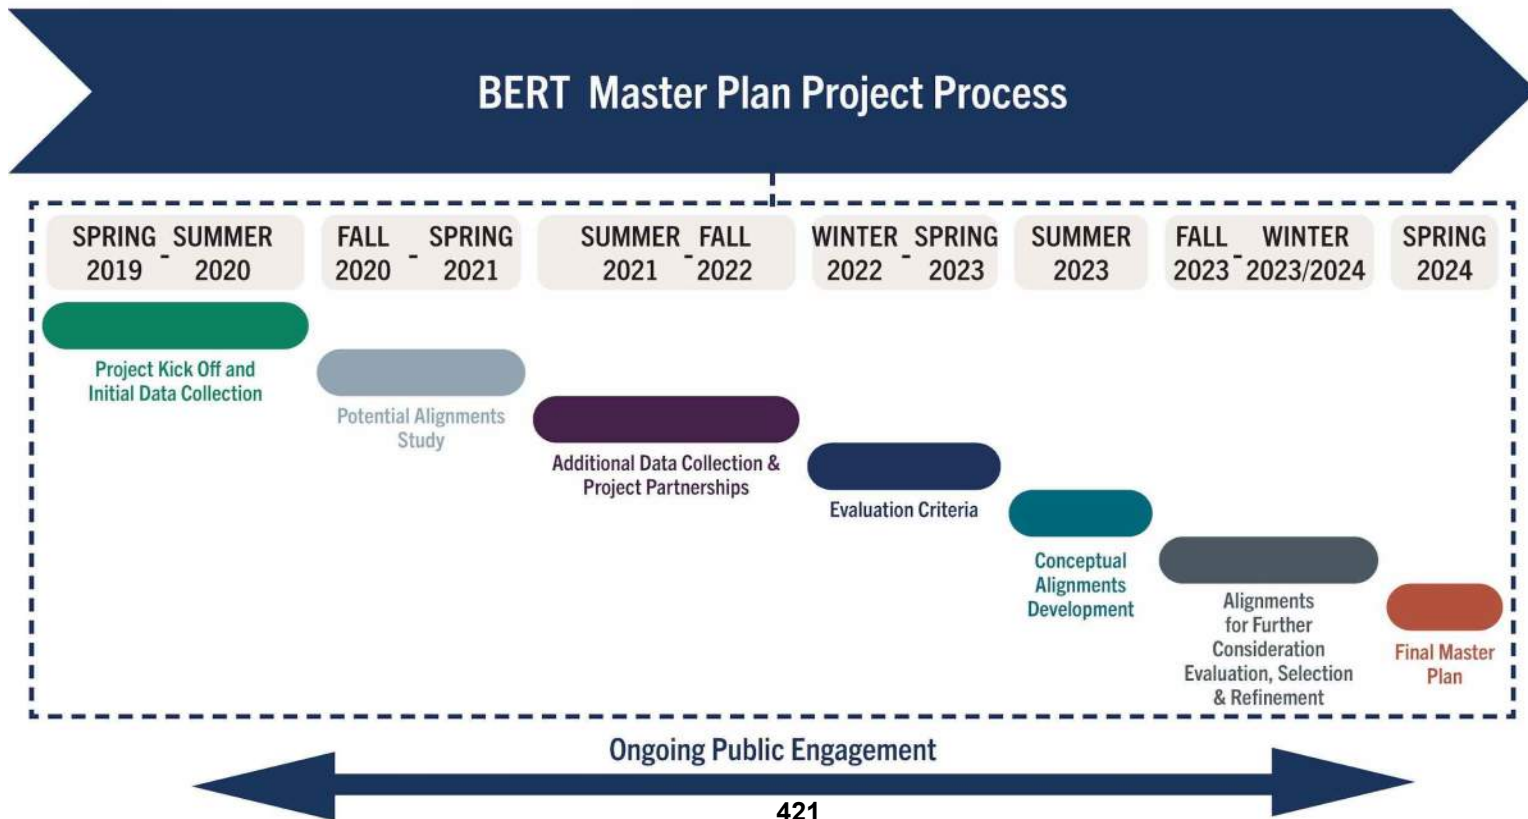 BERT Master Plan Project Process
SPRING 2019 - SUMMER 2020
FALL 2020 - SPRING 2021
SUMMER 2021 - FALL 2022
WINTER 2022 - SPRING 2023
SUMMER 2023
FALL 2023 - WINTER 2023/2024
SPRING 2024
Project Kick Off and
Initial Data Collection
Potential Alignments
Study
Additional Data Collection &
Project Partnerships
Evaluation Criteria
Conceptual
Alignments
Development
Alignments
for Further
Consideration
Evaluation, Selection
& Refinement
Final Master
Plan
Ongoing Public Engagement
421